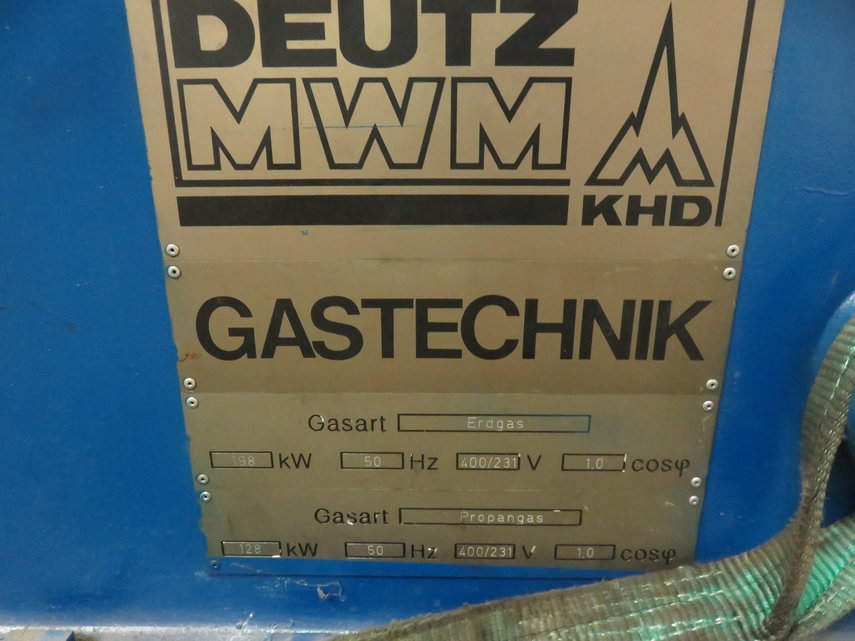 DEUTZ
MWM
KHD
GASTECHNIK
Gasart Erdgas
198 kW 50 Hz 400/231 V 1.0 cosφ
Gasart Propangas
128 kW 50 Hz 400/231 V 1.0 cosφ